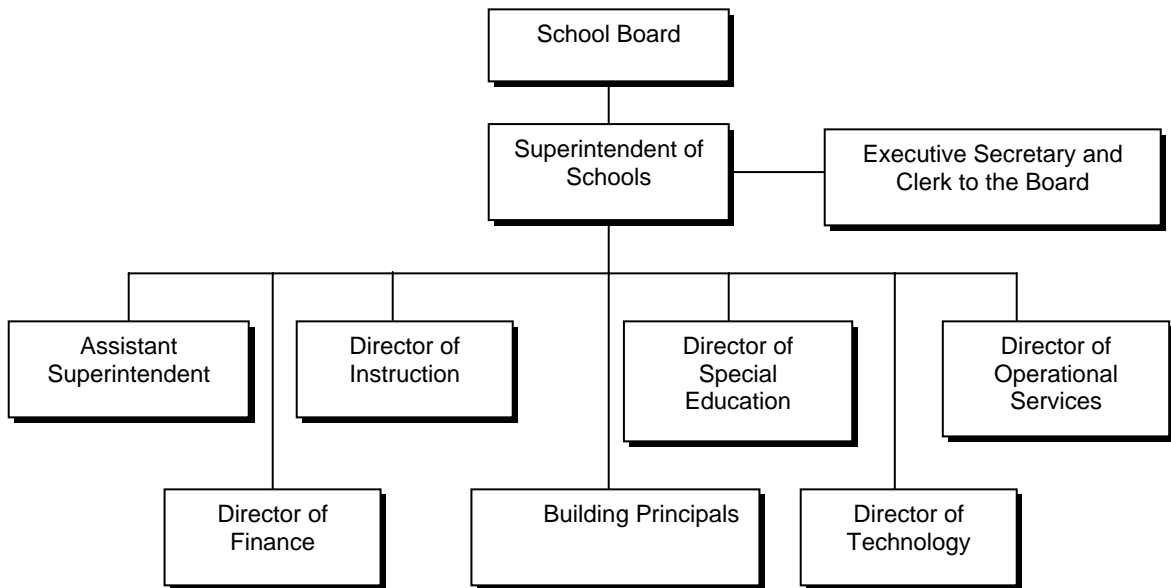 School Board
Superintendent of
Schools
Executive Secretary and
Clerk to the Board
Assistant
Superintendent
Director of
Instruction
Director of
Special
Education
Director of
Operational
Services
Director of
Finance
Building Principals
Director of
Technology